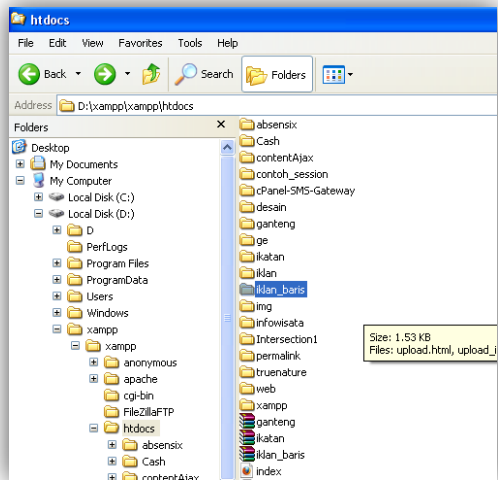 htdocs
File Edit View Favorites Tools Help
Back Search Folders
Address D:\xampp\xampp\htdocs
Folders
Desktop
My Documents
My Computer
Local Disk (C:)
Local Disk (D:)
D
PerfLogs
Program Files
ProgramData
Users
Windows
xampp
xampp
anonymous
apache
cgi-bin
FileZillaFTP
htdocs
absensix
Cash
contentAjax
absensix
Cash
contentAjax
contoh_session
cPanel-SMS-Gateway
desain
ganteng
ge
ikatan
iklan
iklan_baris
img
infowisata
Intersection1
permalink
truenature
web
xampp
ganteng
ikatan
iklan_baris
index
Size: 1.53 KB
Files: upload.html, upload_i